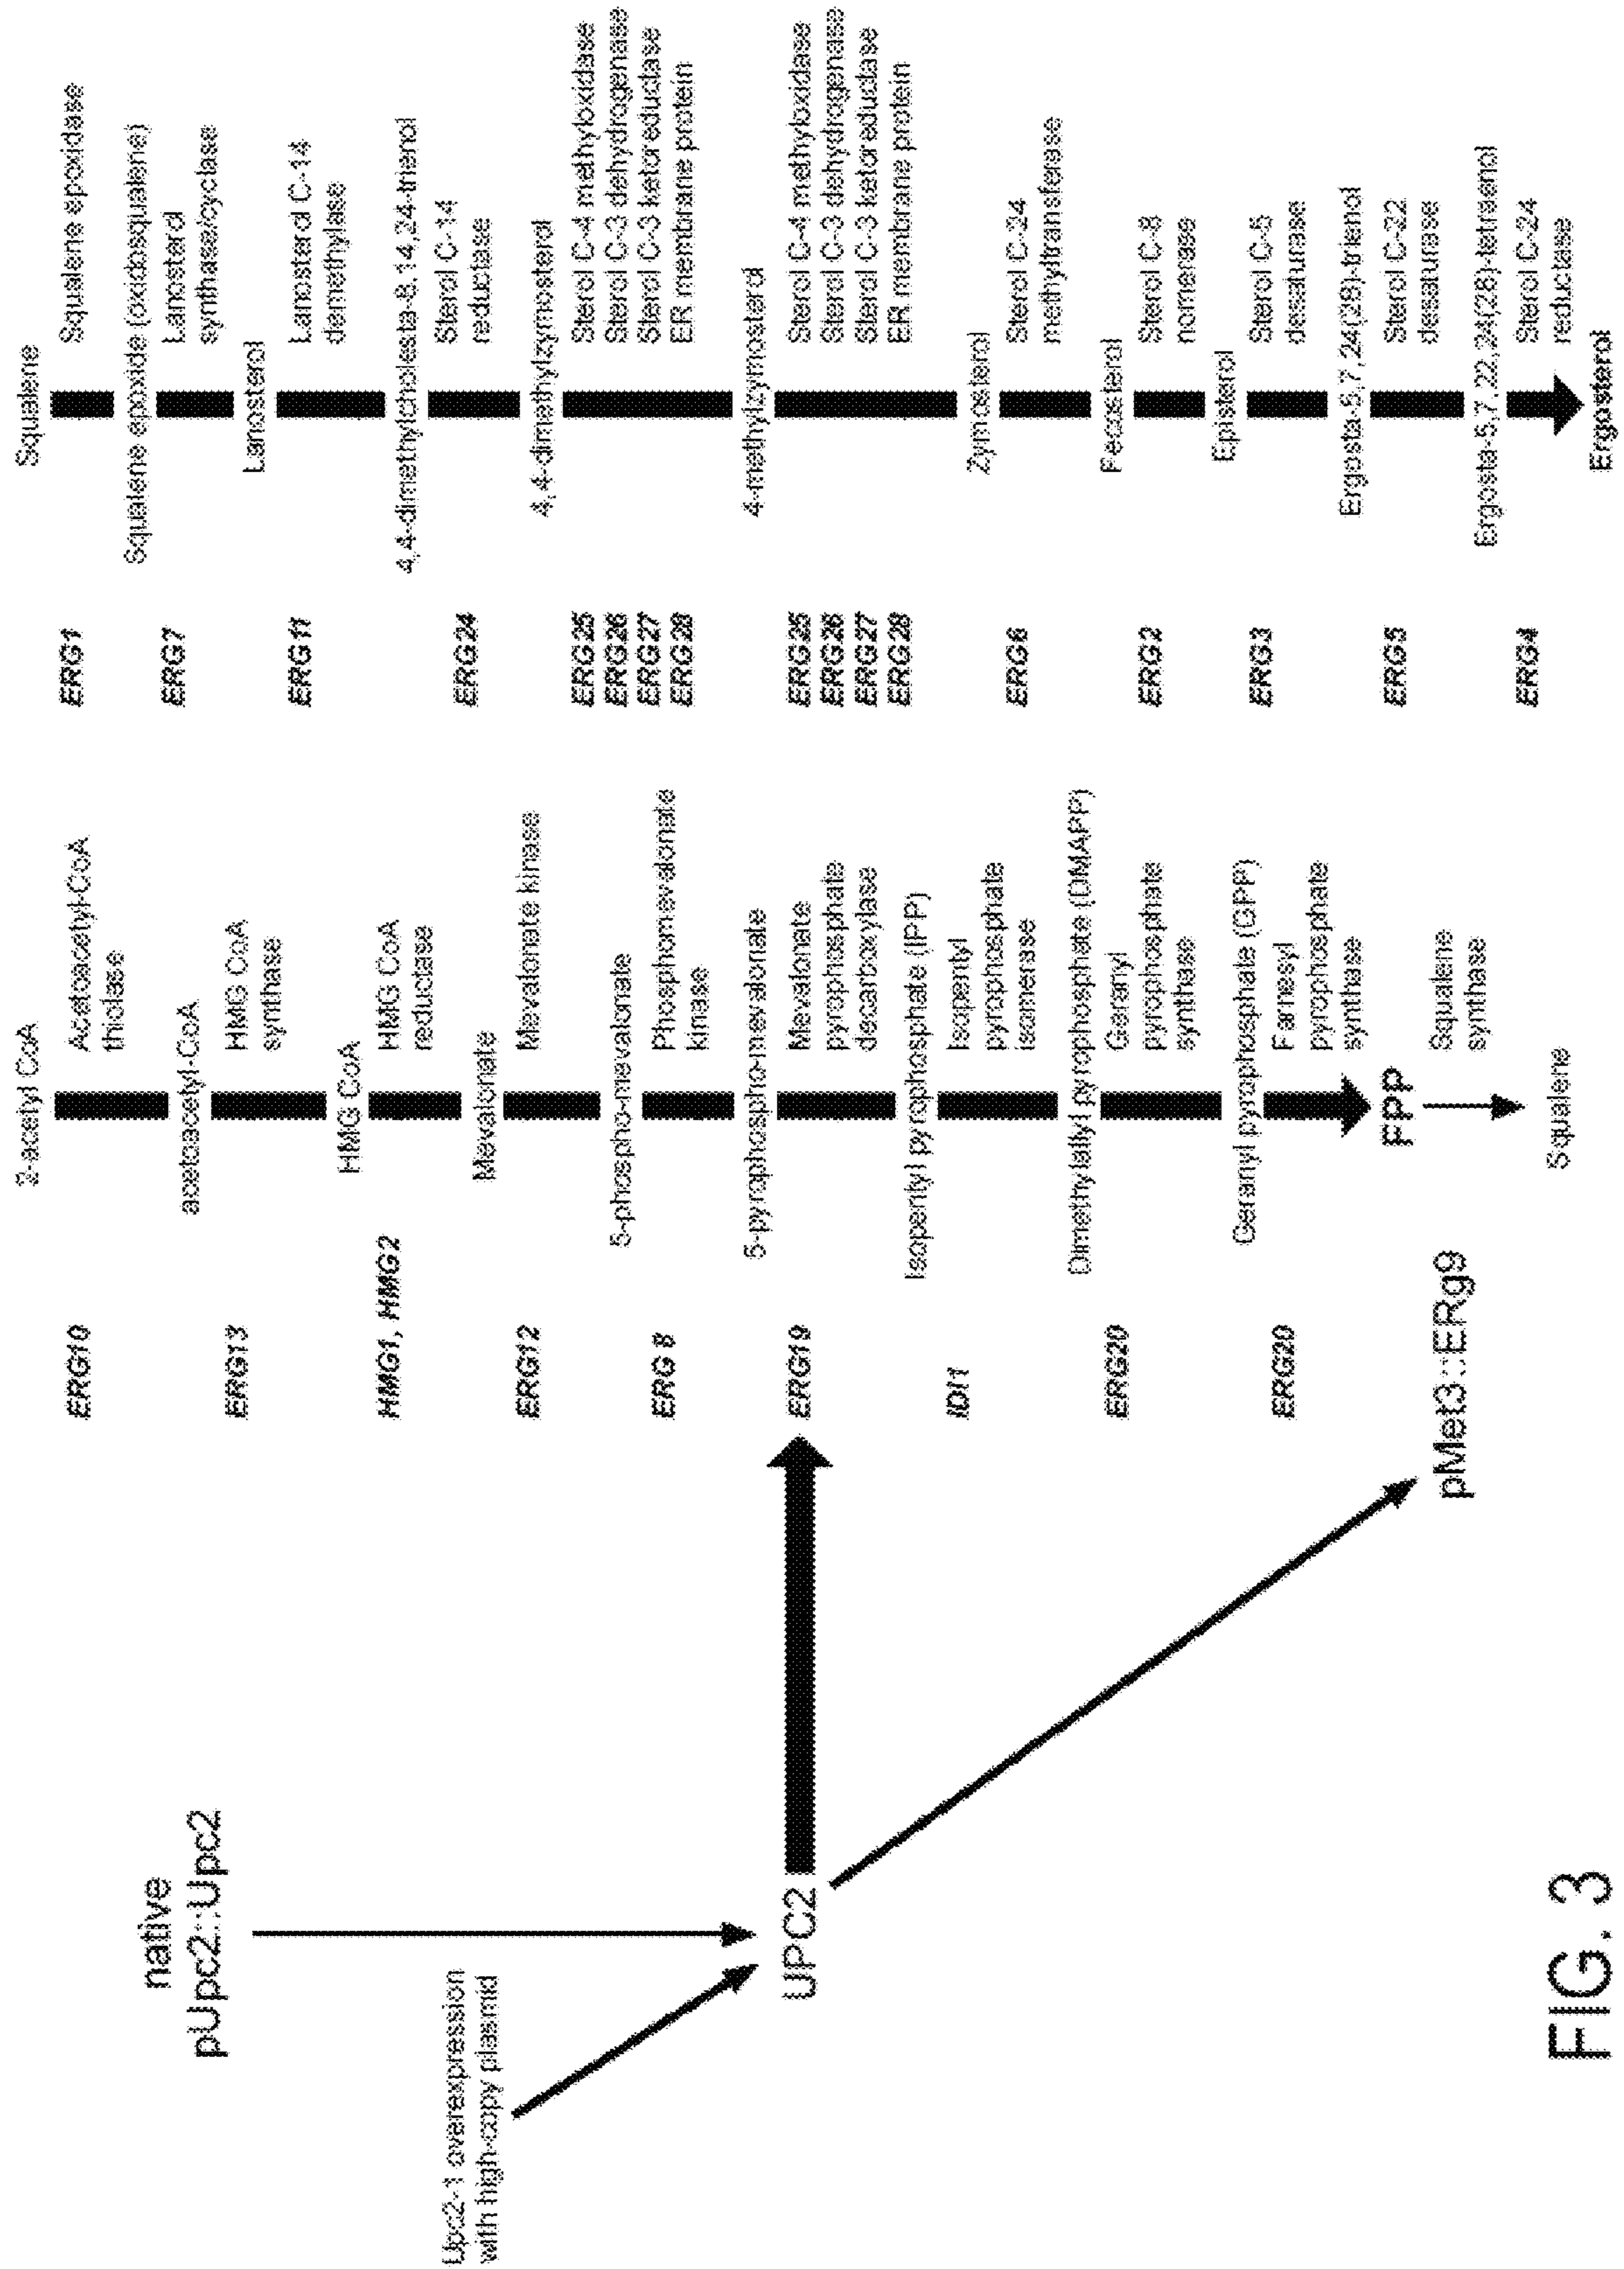 native
pUpc2::Upc2
Upc2-1 overexpression
with high-copy plasmid
UPC2
2-acetyl CoA
ERG10
Acetoacetyl-CoA
thiolase
acetoacetyl-CoA
ERG13
HMG CoA
synthase
HMG CoA
HMG1, HMG2
HMG CoA
reductase
Mevalonate
ERG12
Mevalonate kinase
5-phospho-mevalonate
ERG 8
Phosphomevalonate
kinase
5-pyrophospho-mevalonate
ERG19
Mevalonate
pyrophosphate
decarboxylase
Isopentyl pyrophosphate (IPP)
IDI1
Isopentyl
pyrophosphate
isomerase
Dimethylallyl pyrophosphate (DMAPP)
ERG20
Geranyl
pyrophosphate
synthase
Geranyl pyrophosphate (GPP)
ERG20
Farnesyl
pyrophosphate
synthase
FPP
pMet3::ERg9
Squalene
synthase
Squalene
Squalene
ERG1
Squalene epoxidase
Squalene epoxide (oxidosqualene)
ERG7
Lanosterol
synthase/cyclase
Lanosterol
ERG11
Lanosterol C-14
demethylase
4,4-dimethylcholesta-8,14,24-trienol
ERG24
Sterol C-14
reductase
4,4-dimethylzymosterol
ERG25 Sterol C-4 methyloxidase
ERG26 Sterol C-3 dehydrogenase
ERG27 Sterol C-3 ketoreductase
ERG28 ER membrane protein
4-methylzymosterol
ERG25 Sterol C-4 methyloxidase
ERG26 Sterol C-3 dehydrogenase
ERG27 Sterol C-3 ketoreductase
ERG28 ER membrane protein
Zymosterol
ERG6
Sterol C-24
methyltransferase
Fecosterol
ERG2
Sterol C-8
nomerase
Episterol
ERG3
Sterol C-5
desaturase
Ergosta-5,7,24(28)-trienol
ERG5
Sterol C-22
desaturase
Ergosta-5,7,22,24(28)-tetraenol
ERG4
Sterol C-24
reductase
Ergosterol
FIG. 3